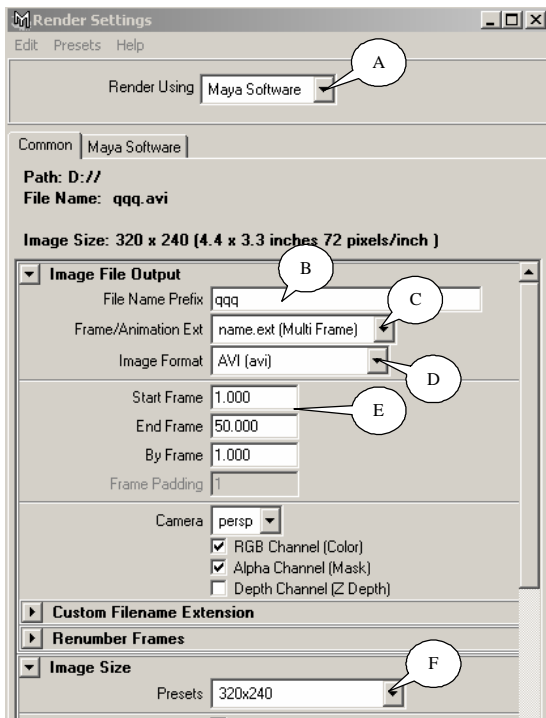 Render Settings
Edit Presets Help
A
Render Using Maya Software
Common Maya Software
Path: D://
File Name: qqq.avi
Image Size: 320 x 240 (4.4 x 3.3 inches 72 pixels/inch )
Image File Output
B
File Name Prefix qqq
C
Frame/Animation Ext name.ext (Multi Frame)
Image Format AVI (avi)
D
Start Frame 1.000
E
End Frame 50.000
By Frame 1.000
Frame Padding 1
Camera persp
RGB Channel (Color)
Alpha Channel (Mask)
Depth Channel (Z Depth)
Custom Filename Extension
Renumber Frames
Image Size
F
Presets 320x240